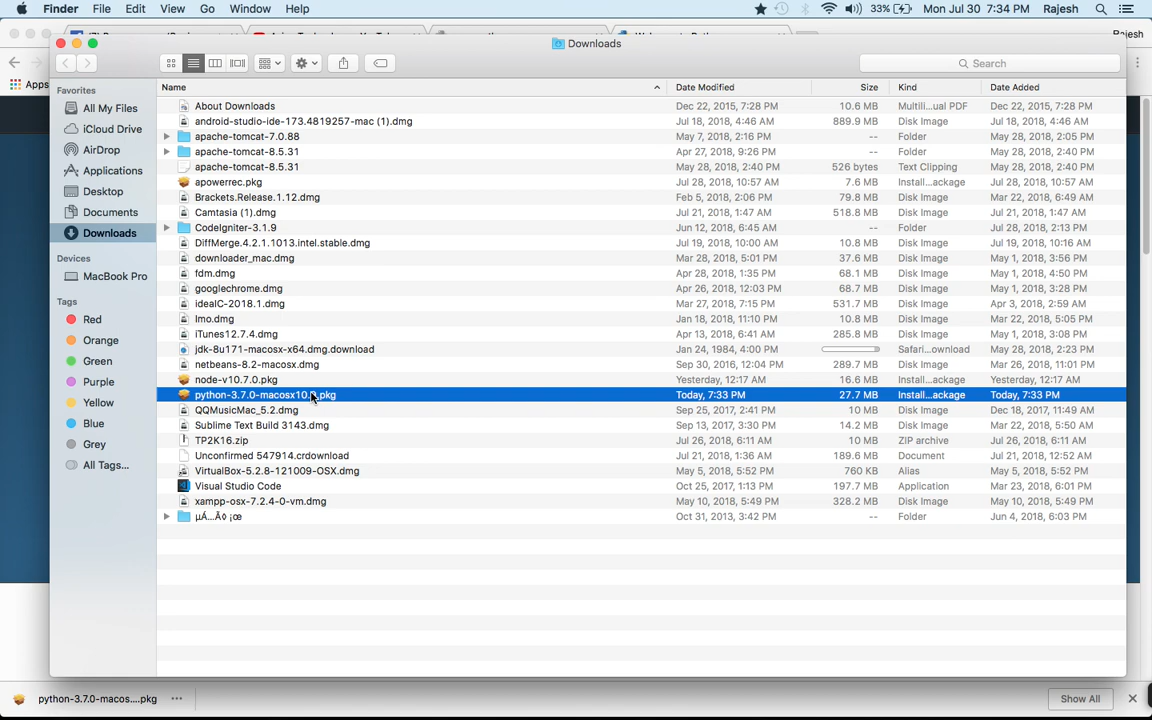 Finder File Edit View Go Window Help 33% Mon Jul 30 7:34 PM Rajesh
Downloads
Rajesh
Apps
Search
Favorites
All My Files
iCloud Drive
AirDrop
Applications
Desktop
Documents
Downloads
Devices
MacBook Pro
Tags
Red
Orange
Green
Purple
Yellow
Blue
Grey
All Tags...
Name Date Modified Size Kind Date Added
About Downloads Dec 22, 2015, 7:28 PM 10.6 MB Multili...ual PDF Dec 22, 2015, 7:28 PM
android-studio-ide-173.4819257-mac (1).dmg Jul 18, 2018, 4:46 AM 889.9 MB Disk Image Jul 18, 2018, 4:46 AM
apache-tomcat-7.0.88 May 7, 2018, 2:16 PM -- Folder May 28, 2018, 2:05 PM
apache-tomcat-8.5.31 Apr 27, 2018, 9:26 PM -- Folder May 28, 2018, 2:40 PM
apache-tomcat-8.5.31 May 28, 2018, 2:40 PM 526 bytes Text Clipping May 28, 2018, 2:40 PM
apowerrec.pkg Jul 28, 2018, 10:57 AM 7.6 MB Install...ackage Jul 28, 2018, 10:57 AM
Brackets.Release.1.12.dmg Feb 5, 2018, 2:06 PM 79.8 MB Disk Image Mar 22, 2018, 6:49 AM
Camtasia (1).dmg Jul 21, 2018, 1:47 AM 518.8 MB Disk Image Jul 21, 2018, 1:47 AM
CodeIgniter-3.1.9 Jun 12, 2018, 6:45 AM -- Folder Jul 28, 2018, 2:13 PM
DiffMerge.4.2.1.1013.intel.stable.dmg Jul 19, 2018, 10:00 AM 10.8 MB Disk Image Jul 19, 2018, 10:16 AM
downloader_mac.dmg Mar 28, 2018, 5:01 PM 37.6 MB Disk Image May 1, 2018, 3:56 PM
fdm.dmg Apr 28, 2018, 1:35 PM 68.1 MB Disk Image May 1, 2018, 4:50 PM
googlechrome.dmg Apr 26, 2018, 12:03 PM 68.7 MB Disk Image May 1, 2018, 3:28 PM
ideaIC-2018.1.dmg Mar 27, 2018, 7:15 PM 531.7 MB Disk Image Apr 3, 2018, 2:59 AM
Imo.dmg Jan 18, 2018, 11:10 PM 10.8 MB Disk Image Mar 22, 2018, 5:05 PM
iTunes12.7.4.dmg Apr 13, 2018, 6:41 AM 285.8 MB Disk Image May 1, 2018, 3:08 PM
jdk-8u171-macosx-x64.dmg.download Jan 24, 1984, 4:00 PM Safari...ownload May 28, 2018, 2:23 PM
netbeans-8.2-macosx.dmg Sep 30, 2016, 12:04 PM 289.7 MB Disk Image Mar 26, 2018, 11:01 PM
node-v10.7.0.pkg Yesterday, 12:17 AM 16.6 MB Install...ackage Yesterday, 12:17 AM
python-3.7.0-macosx10. .pkg Today, 7:33 PM 27.7 MB Install...ackage Today, 7:33 PM
QQMusicMac_5.2.dmg Sep 25, 2017, 2:41 PM 10 MB Disk Image Dec 18, 2017, 11:49 AM
Sublime Text Build 3143.dmg Sep 13, 2017, 3:30 PM 14.2 MB Disk Image Mar 22, 2018, 5:50 AM
TP2K16.zip Jul 26, 2018, 6:11 AM 10 MB ZIP archive Jul 26, 2018, 6:11 AM
Unconfirmed 547914.crdownload Jul 21, 2018, 1:36 AM 189.6 MB Document Jul 21, 2018, 12:52 AM
VirtualBox-5.2.8-121009-OSX.dmg May 5, 2018, 5:52 PM 760 KB Alias May 5, 2018, 5:52 PM
Visual Studio Code Oct 25, 2017, 1:13 PM 197.7 MB Application Mar 23, 2018, 6:01 PM
xampp-osx-7.2.4-0-vm.dmg May 10, 2018, 5:49 PM 328.2 MB Disk Image May 10, 2018, 5:49 PM
µÁ...Ã◊ ¡œ Oct 31, 2013, 3:42 PM -- Folder Jun 4, 2018, 6:03 PM
python-3.7.0-macos....pkg Show All